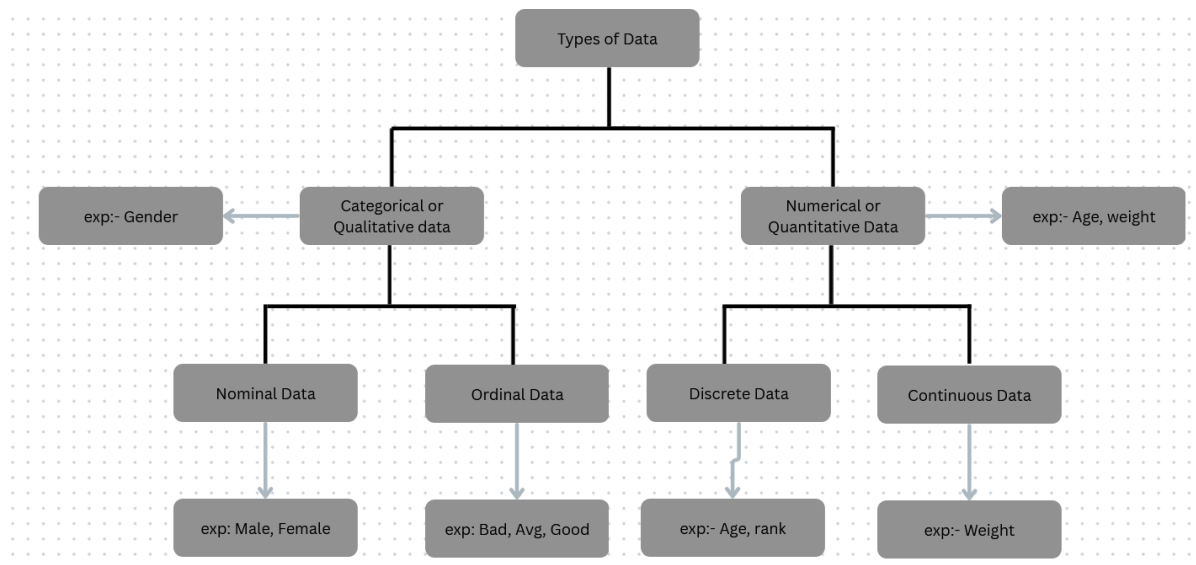 Types of Data
exp:- Gender
Categorical or
Qualitative data
Numerical or
Quantitative Data
exp:- Age, weight
Nominal Data
Ordinal Data
Discrete Data
Continuous Data
exp: Male, Female
exp: Bad, Avg, Good
exp:- Age, rank
exp:- Weight